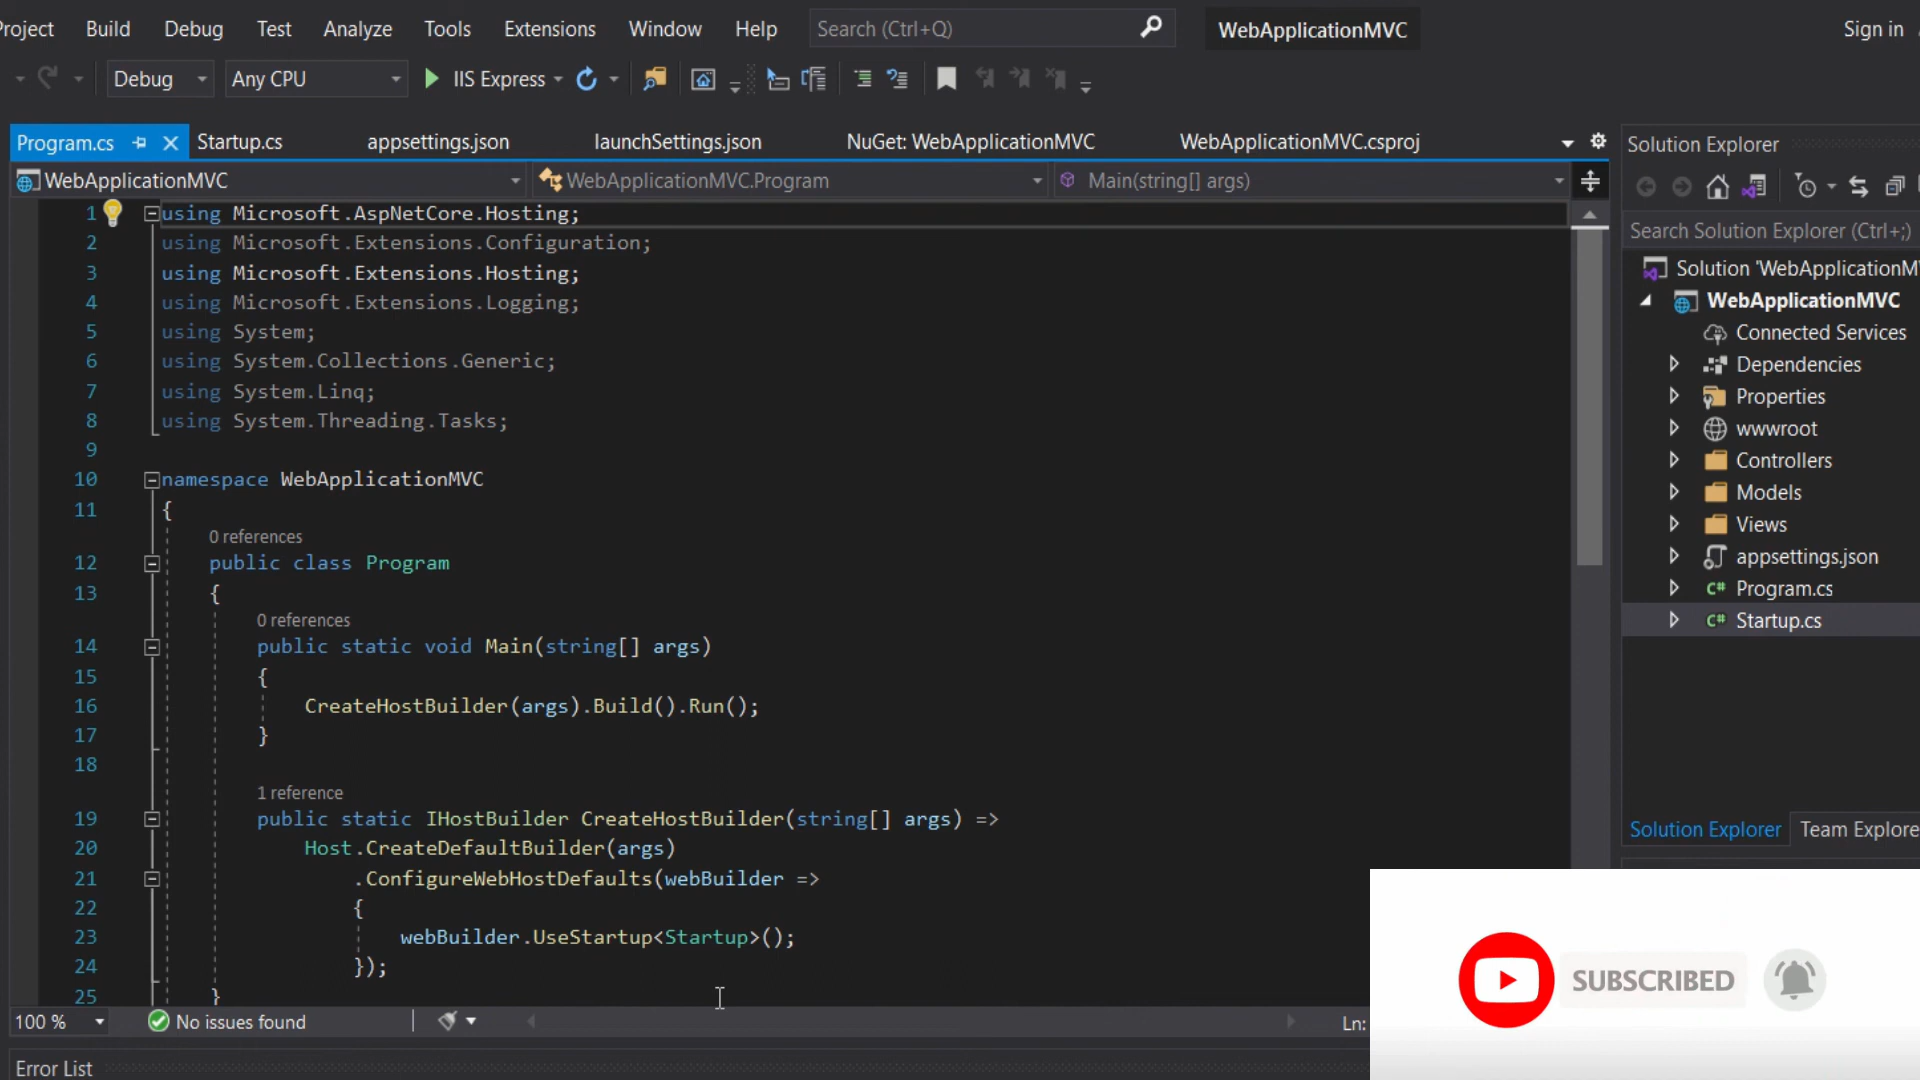 Project Build Debug Test Analyze Tools Extensions Window Help Search (Ctrl+Q) WebApplicationMVC Sign in
Debug Any CPU IIS Express
Program.cs Startup.cs appsettings.json launchSettings.json NuGet: WebApplicationMVC WebApplicationMVC.csproj
WebApplicationMVC WebApplicationMVC.Program Main(string[] args)
1 using Microsoft.AspNetCore.Hosting;
2 using Microsoft.Extensions.Configuration;
3 using Microsoft.Extensions.Hosting;
4 using Microsoft.Extensions.Logging;
5 using System;
6 using System.Collections.Generic;
7 using System.Linq;
8 using System.Threading.Tasks;
9
10 namespace WebApplicationMVC
11 {
0 references
12 public class Program
13 {
0 references
14 public static void Main(string[] args)
15 {
16 CreateHostBuilder(args).Build().Run();
17 }
18
1 reference
19 public static IHostBuilder CreateHostBuilder(string[] args) =>
20 Host.CreateDefaultBuilder(args)
21 .ConfigureWebHostDefaults(webBuilder =>
22 {
23 webBuilder.UseStartup<Startup>();
24 });
25 }
100 % No issues found Ln:
Error List
Solution Explorer
Search Solution Explorer (Ctrl+;)
Solution 'WebApplicationMV
WebApplicationMVC
Connected Services
Dependencies
Properties
wwwroot
Controllers
Models
Views
appsettings.json
C# Program.cs
C# Startup.cs
Solution Explorer Team Explore
SUBSCRIBED